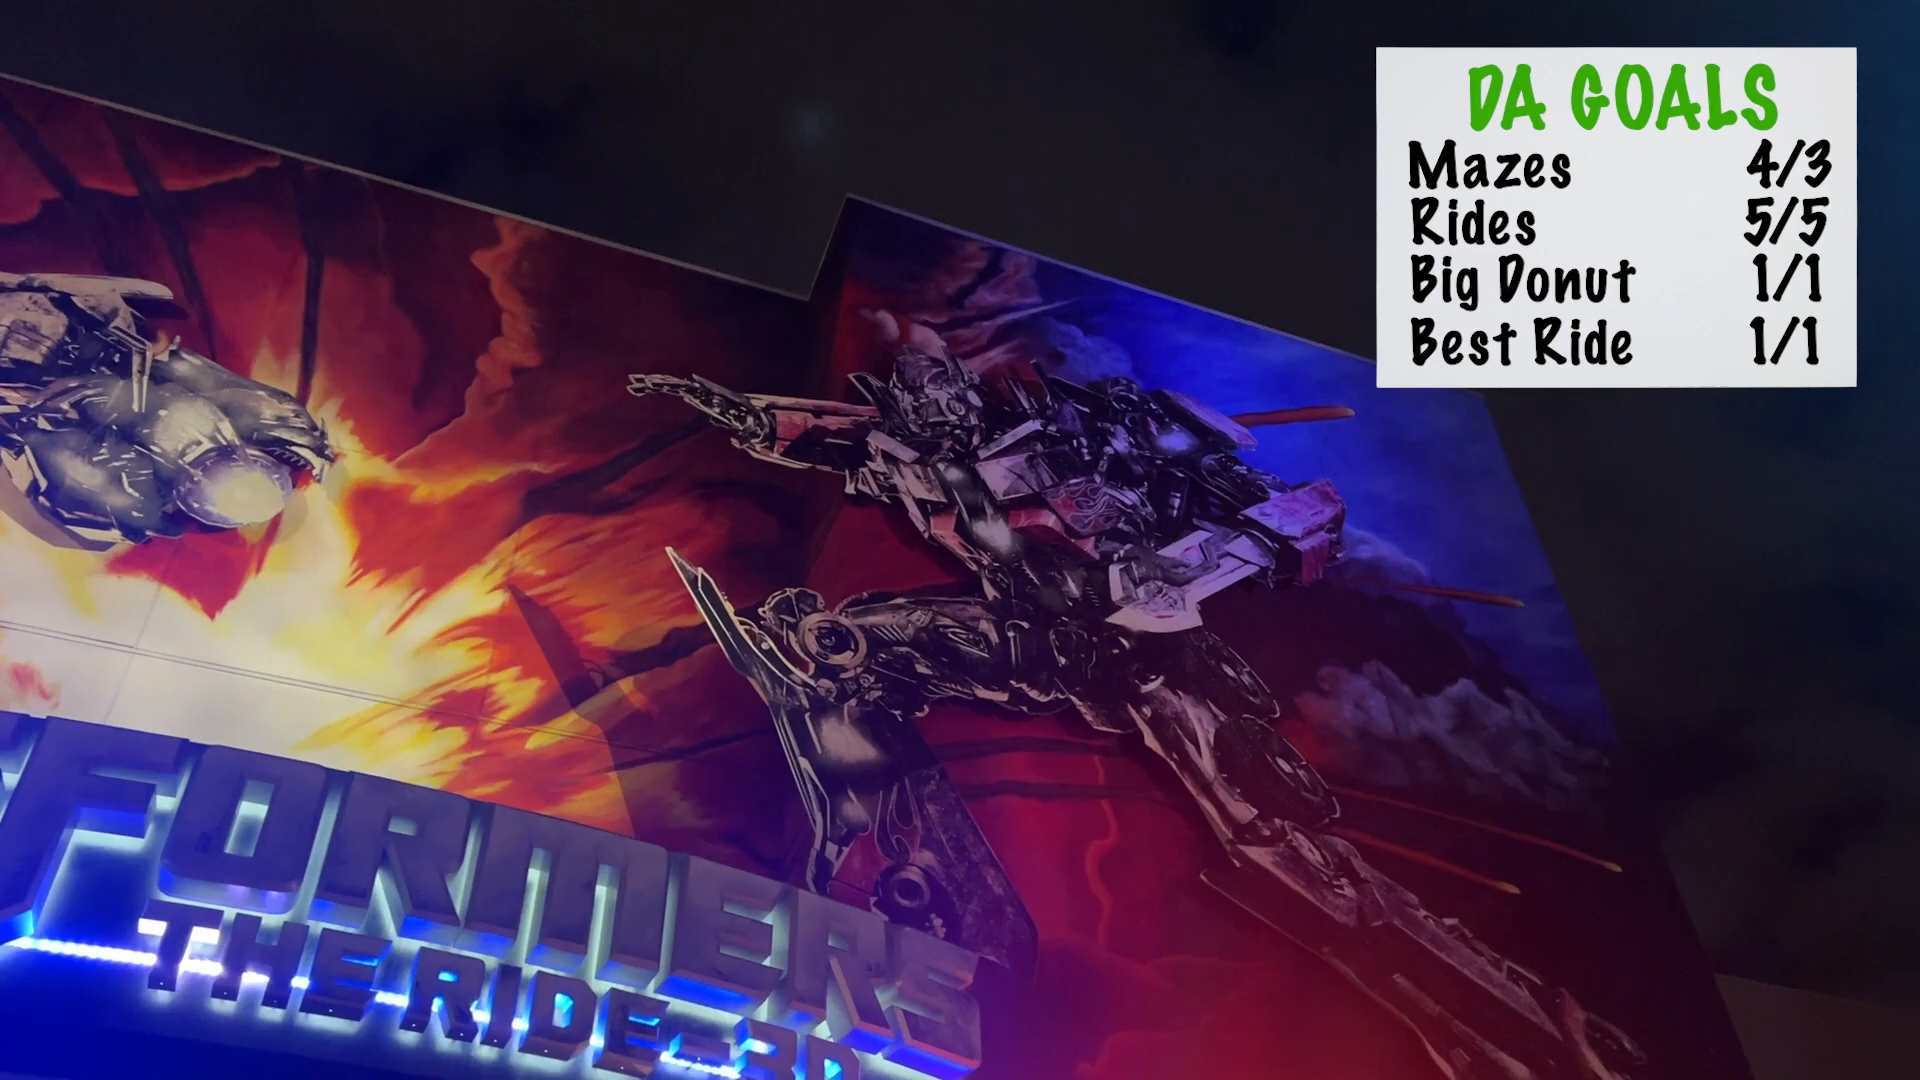 DA GOALS
Mazes 4/3
Rides 5/5
Big Donut 1/1
Best Ride 1/1
FORMERS
THE RIDE-3D